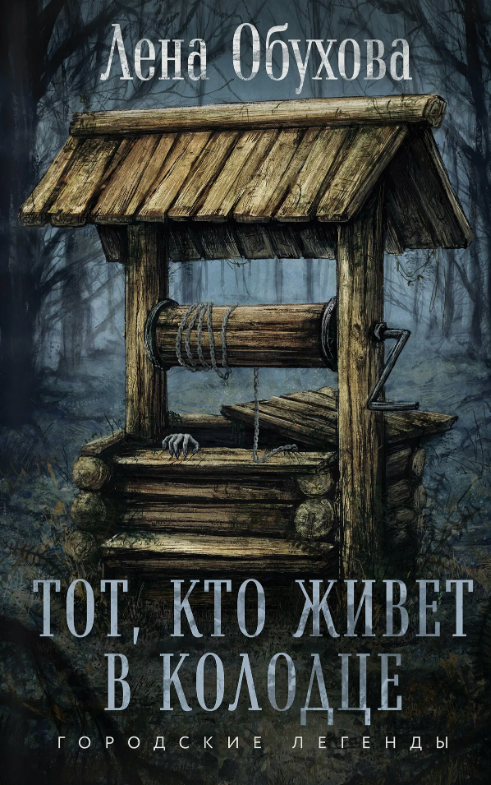 Лена Обухова
ТОТ, КТО ЖИВЕТ
В КОЛОДЦЕ
ГОРОДСКИЕ ЛЕГЕНДЫ